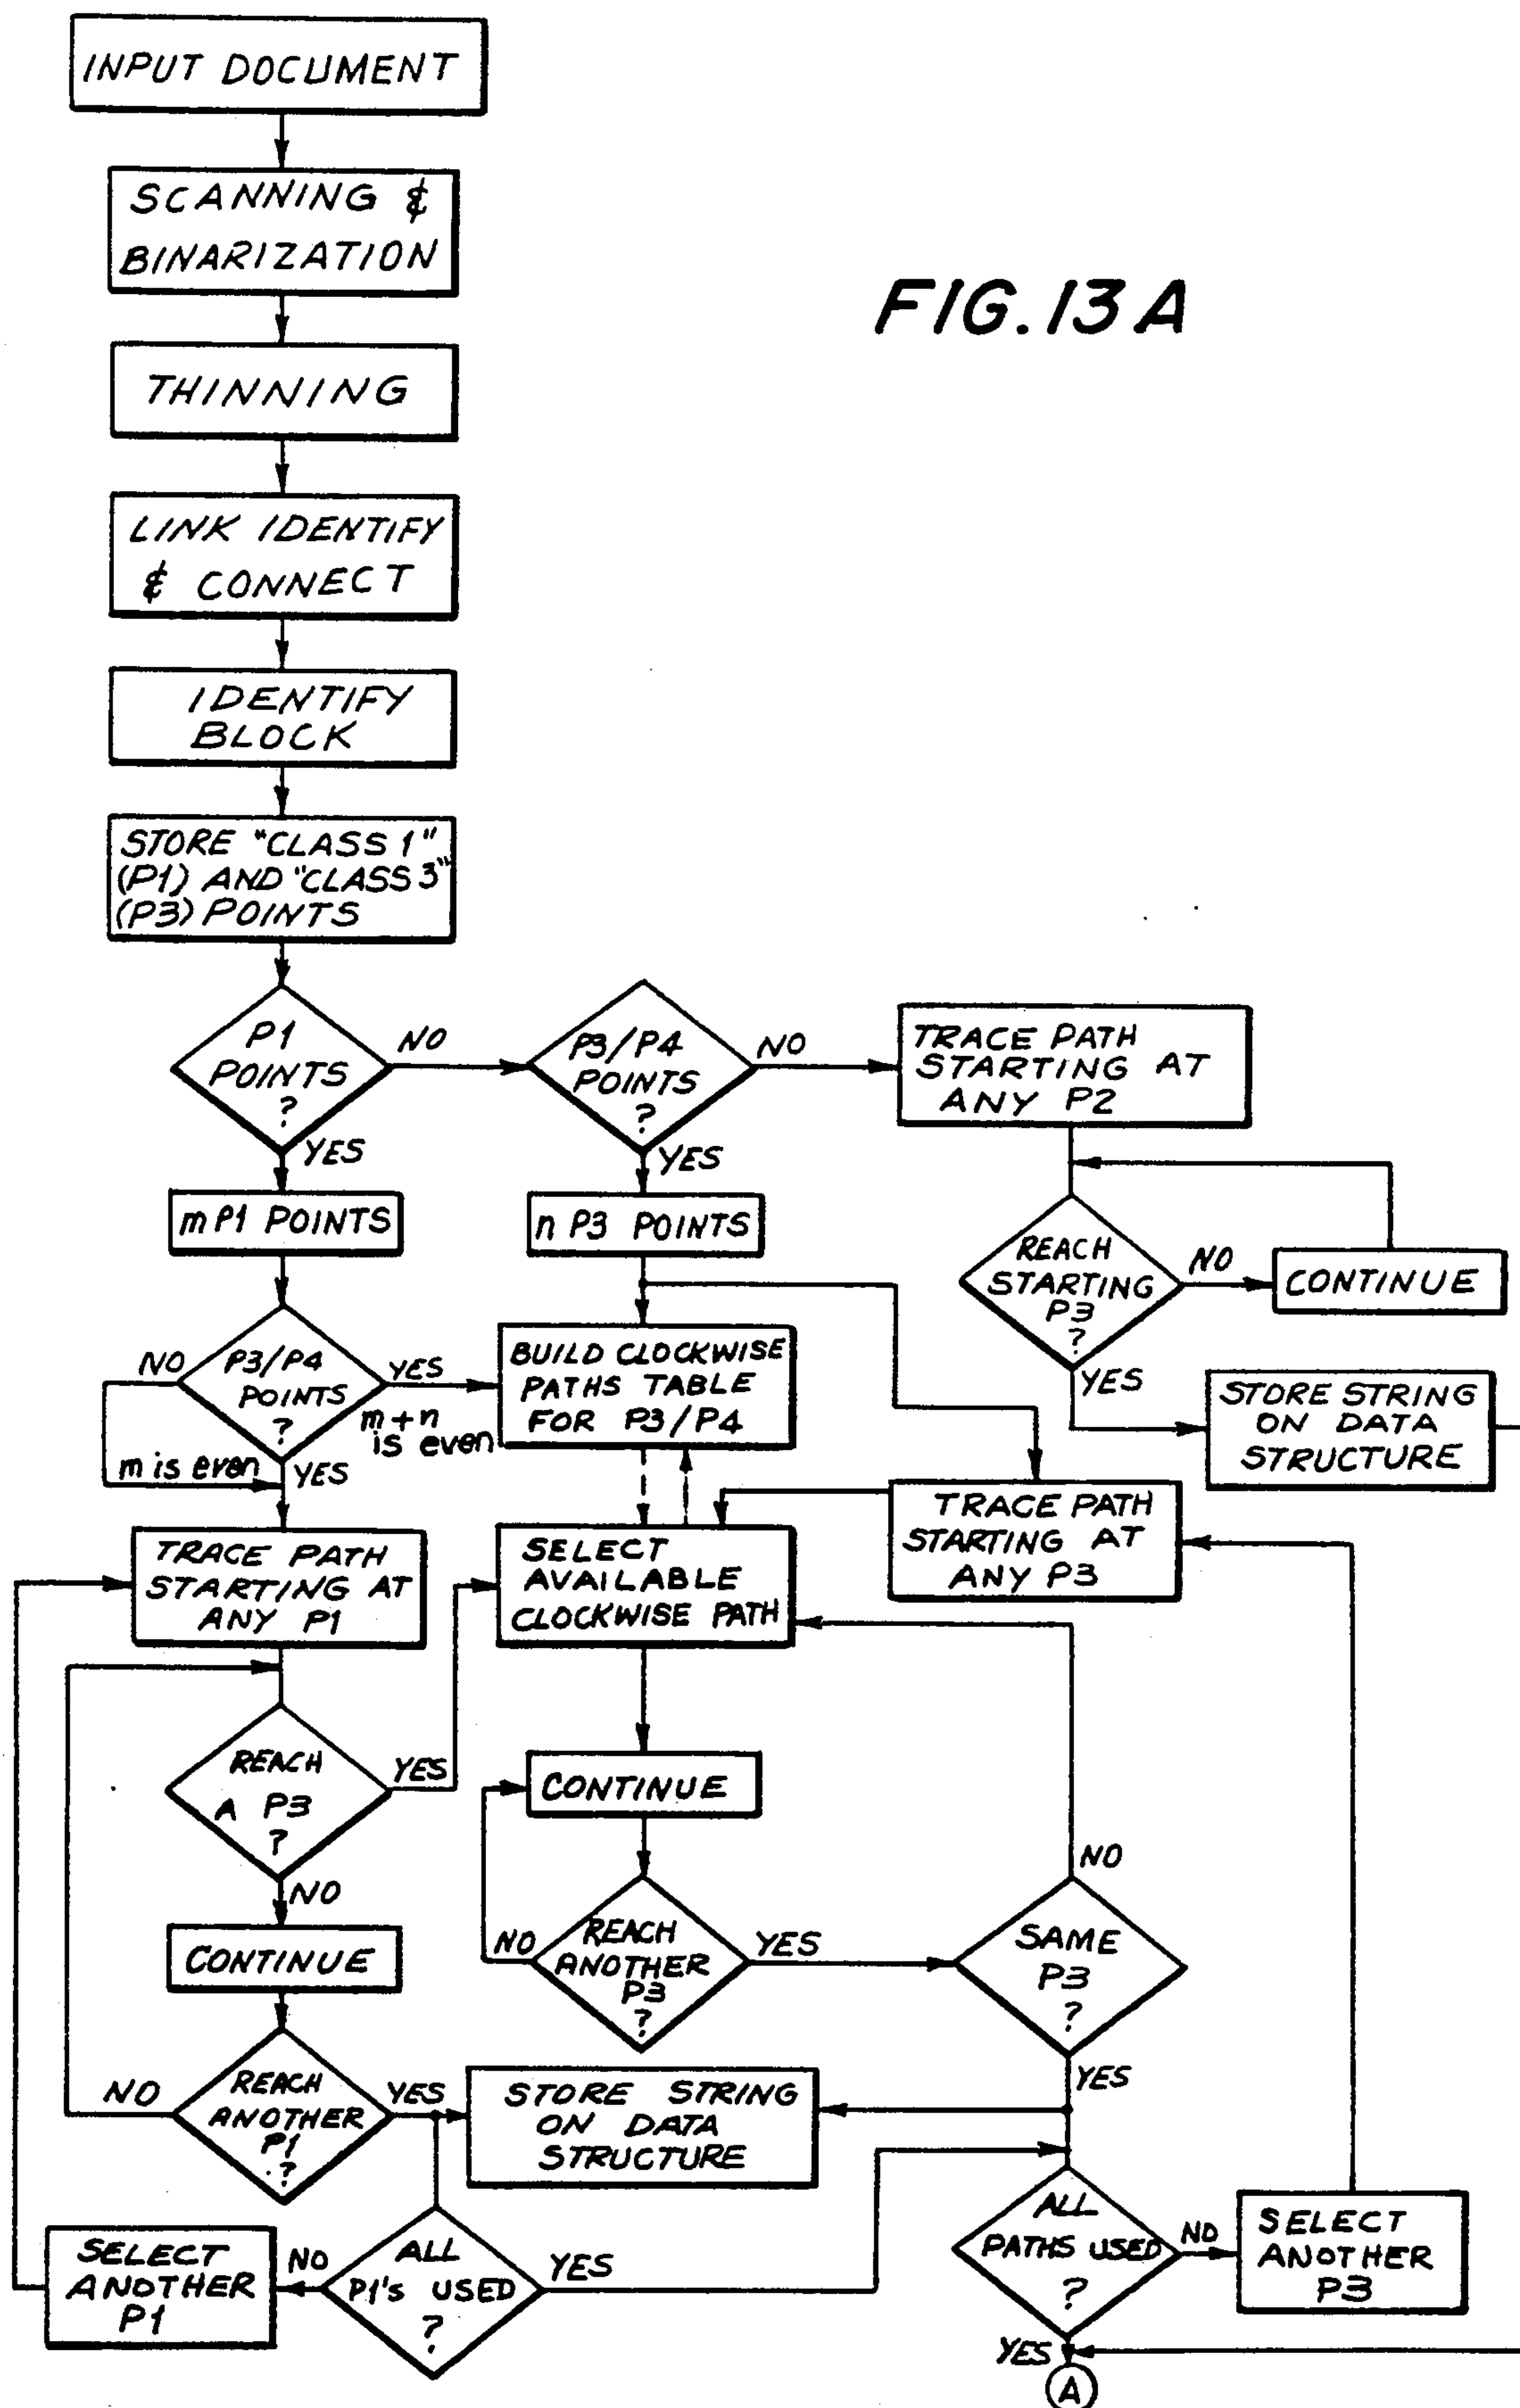 INPUT DOCUMENT
SCANNING &
BINARIZATION
FIG. 13A
THINNING
LINK IDENTIFY
& CONNECT
IDENTIFY
BLOCK
STORE "CLASS 1"
(P1) AND "CLASS 3"
(P3) POINTS
P1
POINTS
?
NO
YES
P3/P4
POINTS
?
NO
YES
TRACE PATH
STARTING AT
ANY P2
m P1 POINTS
n P3 POINTS
REACH
STARTING
P3
?
NO
YES
CONTINUE
P3/P4
POINTS
?
NO
YES
m + n
is even
m is even
YES
BUILD CLOCKWISE
PATHS TABLE
FOR P3/P4
STORE STRING
ON DATA
STRUCTURE
TRACE PATH
STARTING AT
ANY P1
SELECT
AVAILABLE
CLOCKWISE PATH
TRACE PATH
STARTING AT
ANY P3
REACH
A P3
?
YES
NO
CONTINUE
CONTINUE
REACH
ANOTHER
P3
?
NO
YES
SAME
P3
?
NO
YES
REACH
ANOTHER
P1
?
NO
YES
STORE STRING
ON DATA
STRUCTURE
SELECT
ANOTHER
P1
NO
ALL
P1's USED
?
YES
ALL
PATHS USED
?
NO
YES
SELECT
ANOTHER
P3
A